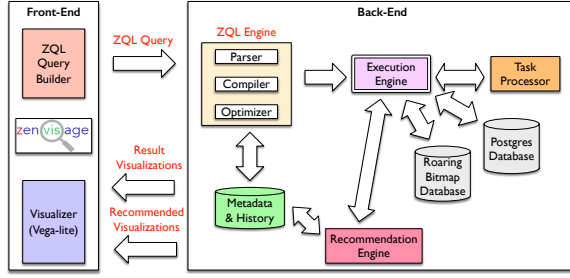 Front-End
Back-End
ZQL
Query
Builder
zenvisage
Visualizer
(Vega-lite)
ZQL Query
Result
Visualizations
Recommended
Visualizations
ZQL Engine
Parser
Compiler
Optimizer
Metadata
& History
Execution
Engine
Task
Processor
Roaring
Bitmap
Database
Postgres
Database
Recommendation
Engine